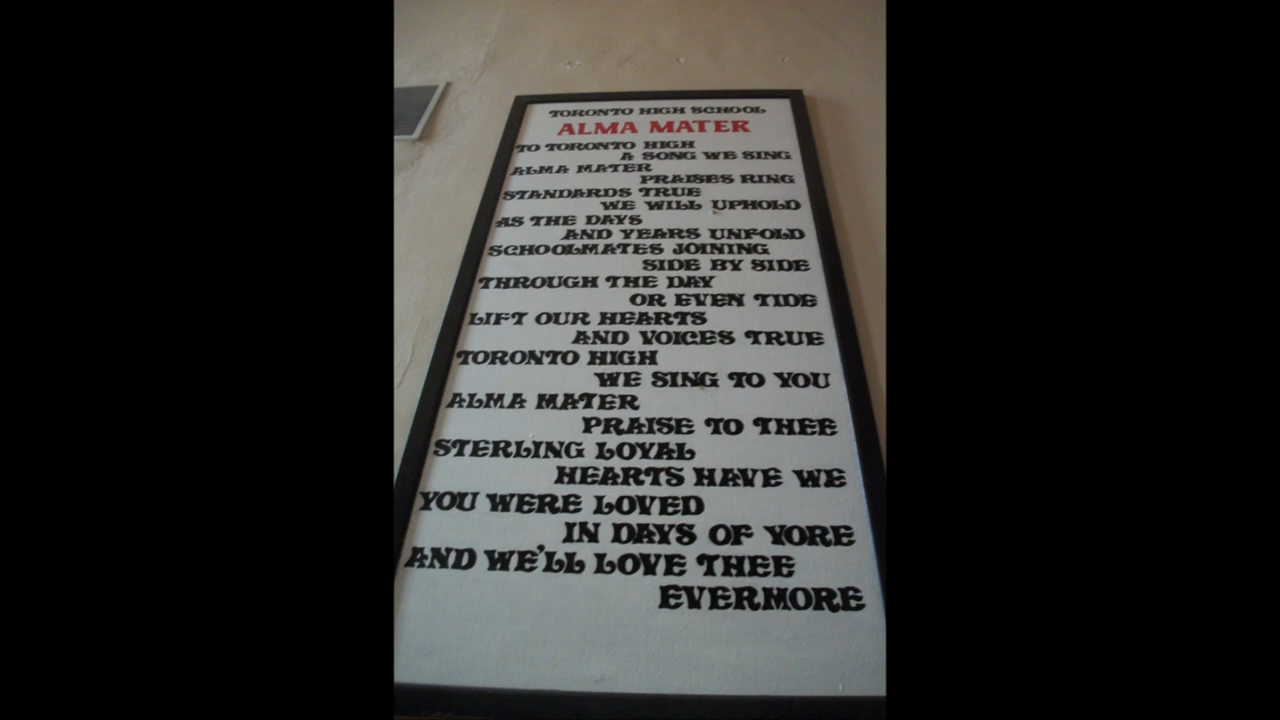 TORONTO HIGH SCHOOL
ALMA MATER
TO TORONTO HIGH
A SONG WE SING
ALMA MATER
PRAISES RING
STANDARDS TRUE
WE WILL UPHOLD
AS THE DAYS
AND YEARS UNFOLD
SCHOOLMATES JOINING
SIDE BY SIDE
THROUGH THE DAY
OR EVEN TIDE
LIFT OUR HEARTS
AND VOICES TRUE
TORONTO HIGH
WE SING TO YOU
ALMA MATER
PRAISE TO THEE
STERLING LOYAL
HEARTS HAVE WE
YOU WERE LOVED
IN DAYS OF YORE
AND WE'LL LOVE THEE
EVERMORE